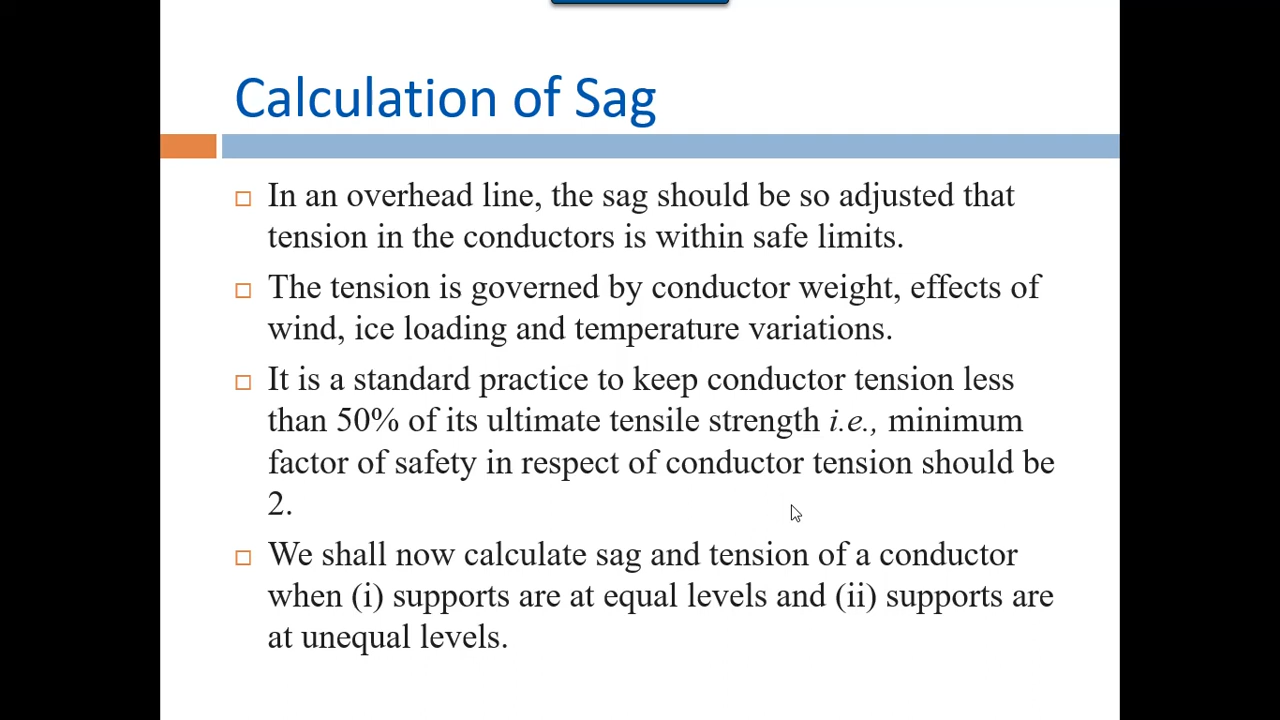 Calculation of Sag
In an overhead line, the sag should be so adjusted that
tension in the conductors is within safe limits.
The tension is governed by conductor weight, effects of
wind, ice loading and temperature variations.
It is a standard practice to keep conductor tension less
than 50% of its ultimate tensile strength i.e., minimum
factor of safety in respect of conductor tension should be
2.
We shall now calculate sag and tension of a conductor
when (i) supports are at equal levels and (ii) supports are
at unequal levels.